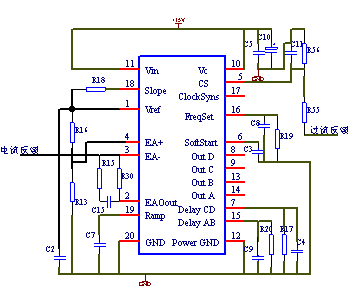 +15V
C10
C5
C11
R56
11
Vin
Vc
10
CS
5
18
Slope
R18
ClockSyns
17
1
Vref
R55
FreqSet
16
R16
C8
R19
过流反馈
4
EA+
SoftStart
6
C3
电流反馈
3
EA-
Out D
8
Out C
9
R15
R30
Out B
13
R13
Out A
14
2
EAOout
C15
Delay CD
7
19
Ramp
Delay AB
15
R20
R17
C7
C2
20
GND
Power GND
12
C9
C4